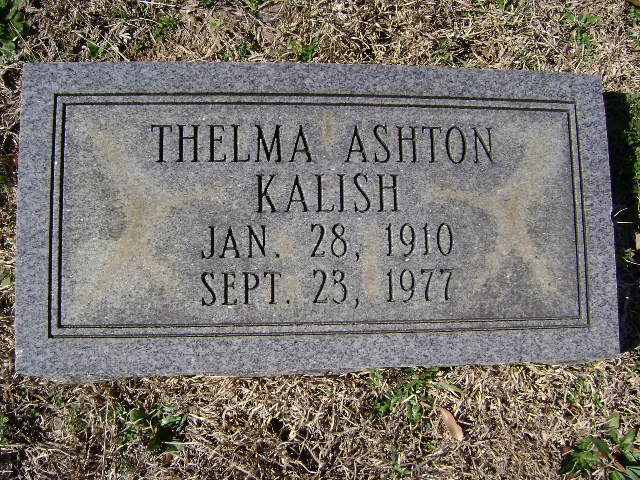 THELMA ASHTON
KALISH
JAN. 28, 1910
SEPT. 23, 1977